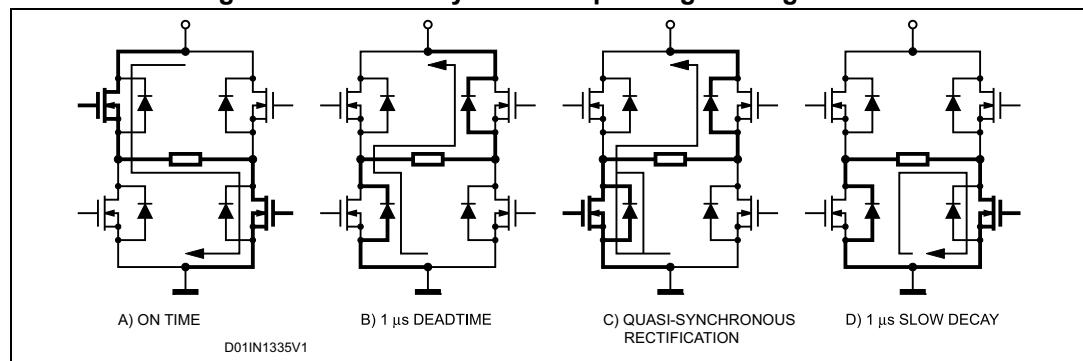 A) ON TIME
B) 1 μs DEADTIME
C) QUASI-SYNCHRONOUS
RECTIFICATION
D) 1 μs SLOW DECAY
D01IN1335V1